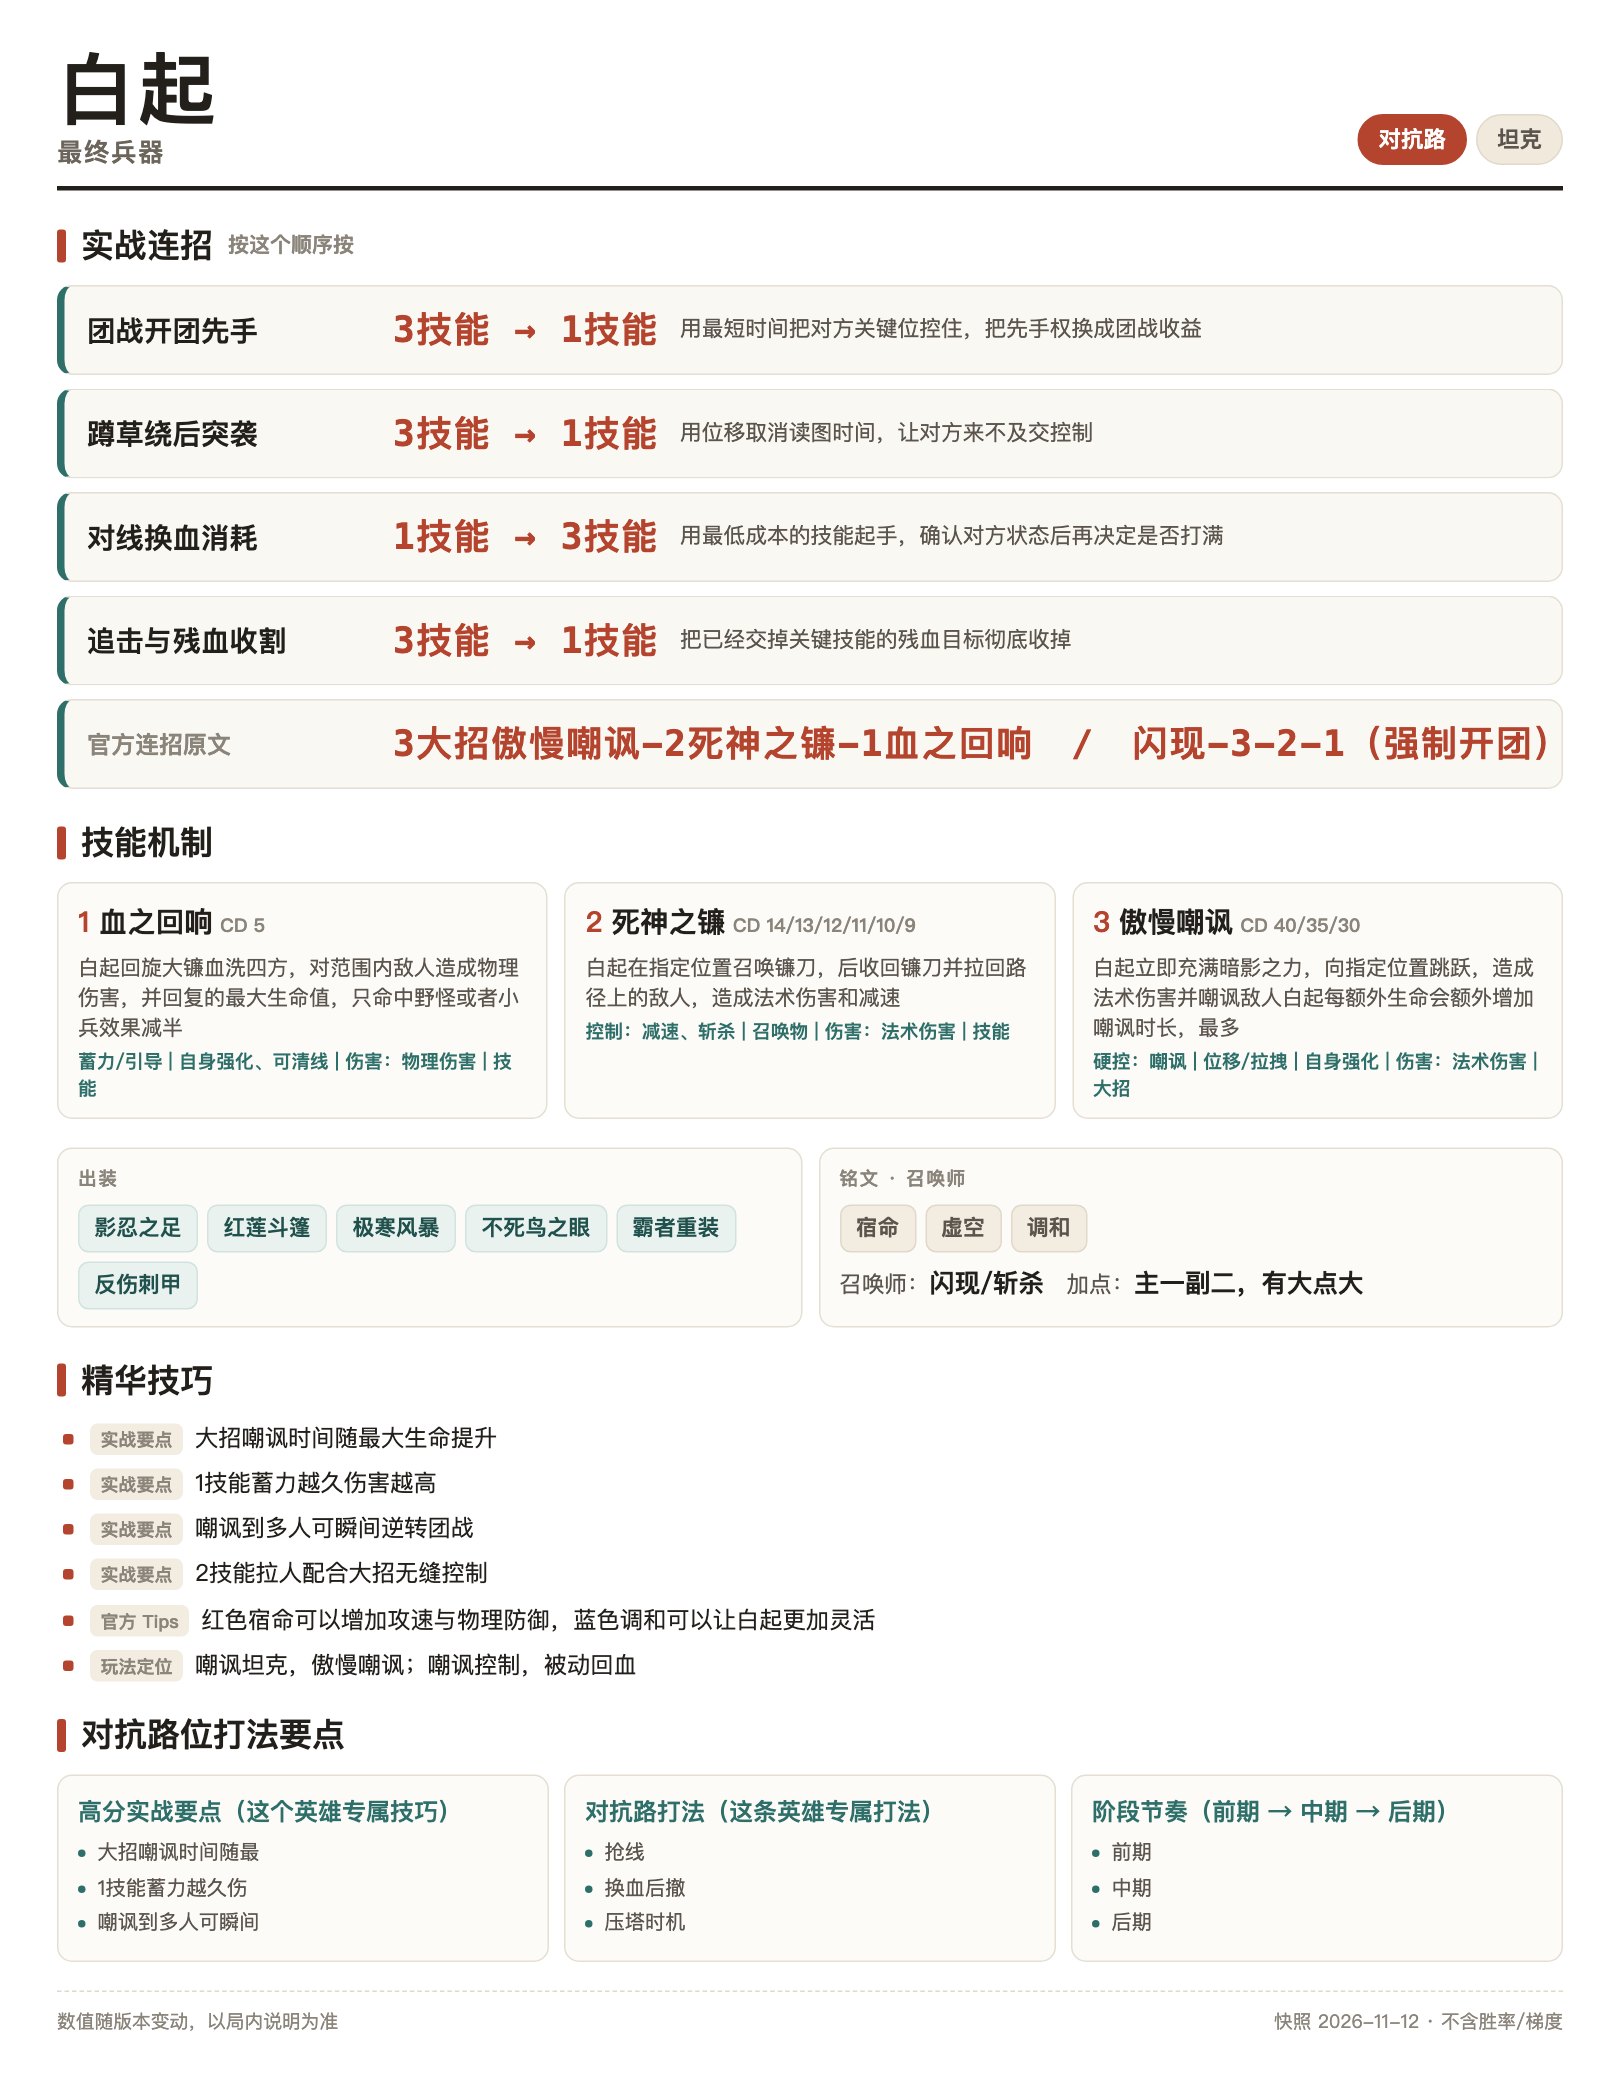 白起
最终兵器
对抗路 坦克
实战连招 按这个顺序按
团战开团先手 3技能 → 1技能 用最短时间把对方关键位控住，把先手权换成团战收益
蹲草绕后突袭 3技能 → 1技能 用位移取消读图时间，让对方来不及交控制
对线换血消耗 1技能 → 3技能 用最低成本的技能起手，确认对方状态后再决定是否打满
追击与残血收割 3技能 → 1技能 把已经交掉关键技能的残血目标彻底收掉
官方连招原文 3大招傲慢嘲讽-2死神之镰-1血之回响 / 闪现-3-2-1（强制开团）
技能机制
1 血之回响 CD 5
白起回旋大镰血洗四方，对范围内敌人造成物理
伤害，并回复的最大生命值，只命中野怪或者小
兵效果减半
蓄力/引导 | 自身强化、可清线 | 伤害：物理伤害 | 技
能
2 死神之镰 CD 14/13/12/11/10/9
白起在指定位置召唤镰刀，后收回镰刀并拉回路
径上的敌人，造成法术伤害和减速
控制：减速、斩杀 | 召唤物 | 伤害：法术伤害 | 技能
3 傲慢嘲讽 CD 40/35/30
白起立即充满暗影之力，向指定位置跳跃，造成
法术伤害并嘲讽敌人白起每额外生命会额外增加
嘲讽时长，最多
硬控：嘲讽 | 位移/拉拽 | 自身强化 | 伤害：法术伤害 |
大招
出装
影忍之足 红莲斗篷 极寒风暴 不死鸟之眼 霸者重装
反伤刺甲
铭文 · 召唤师
宿命 虚空 调和
召唤师：闪现/斩杀 加点：主一副二，有大点大
精华技巧
实战要点 大招嘲讽时间随最大生命提升
实战要点 1技能蓄力越久伤害越高
实战要点 嘲讽到多人可瞬间逆转团战
实战要点 2技能拉人配合大招无缝控制
官方 Tips 红色宿命可以增加攻速与物理防御，蓝色调和可以让白起更加灵活
玩法定位 嘲讽坦克，傲慢嘲讽；嘲讽控制，被动回血
对抗路位打法要点
高分实战要点（这个英雄专属技巧）
大招嘲讽时间随最
1技能蓄力越久伤
嘲讽到多人可瞬间
对抗路打法（这条英雄专属打法）
抢线
换血后撤
压塔时机
阶段节奏（前期 → 中期 → 后期）
前期
中期
后期
数值随版本变动，以局内说明为准
快照 2026-11-12 · 不含胜率/梯度